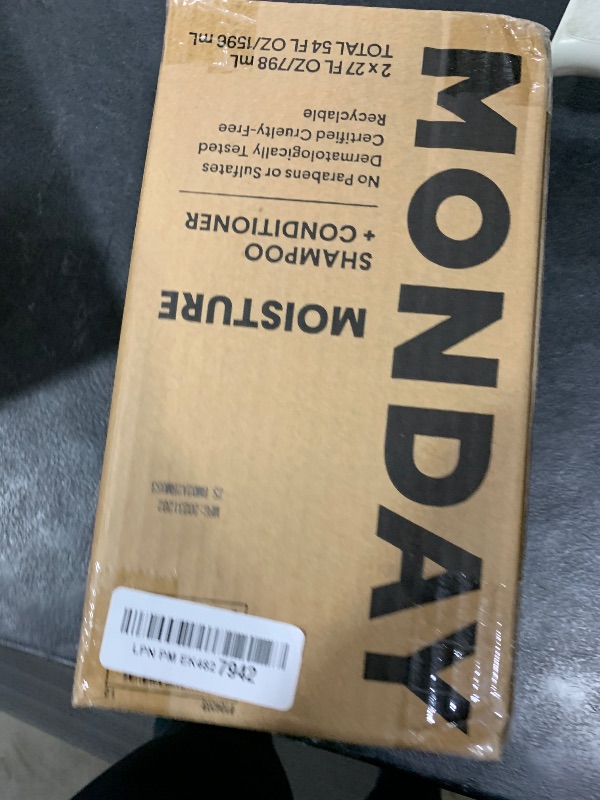 MONDAY
MOISTURE
SHAMPOO
+ CONDITIONER
No Parabens or Sulfates
Dermatologically Tested
Certified Cruelty-Free
Recyclable
2 x 27 FL OZ/798 mL
TOTAL 54 FL OZ/1596 mL
LPN PM EK482 7942